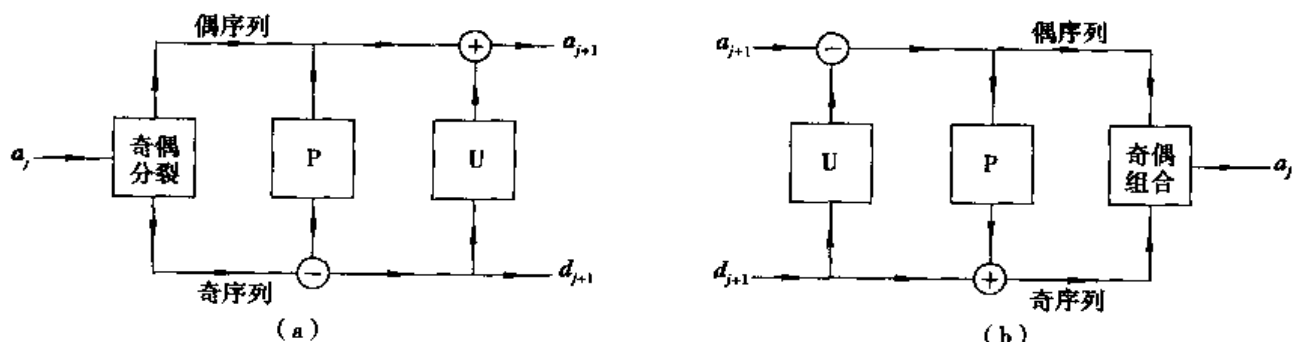 偶序列
+
a_{j+1}
奇偶
分裂
P
U
a_j
−
d_{j+1}
奇序列
(a)
a_{j+1}
−
偶序列
U
P
奇偶
组合
a_j
d_{j+1}
+
奇序列
(b)